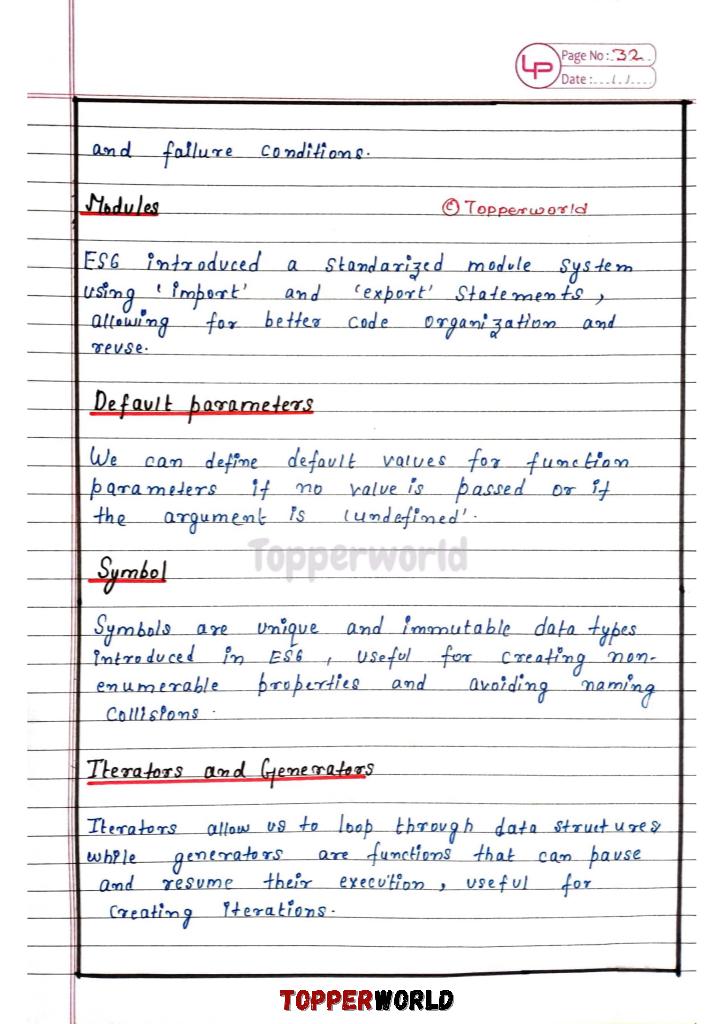 LP
Page No: 32
Date: ...../...../.....
and failure conditions.
Modules
© Topperworld
ES6 introduced a standarized module system
using 'import' and 'export' statements,
allowing for better code organization and
reuse.
Default parameters
We can define default values for function
parameters if no value is passed or if
the argument is 'undefined'.
Topperworld
Symbol
Symbols are unique and immutable data types
introduced in ES6, useful for creating non-
enumerable properties and avoiding naming
collisions.
Iterators and Generators
Iterators allow us to loop through data structures
while generators are functions that can pause
and resume their execution, useful for
creating iterations.
TOPPERWORLD